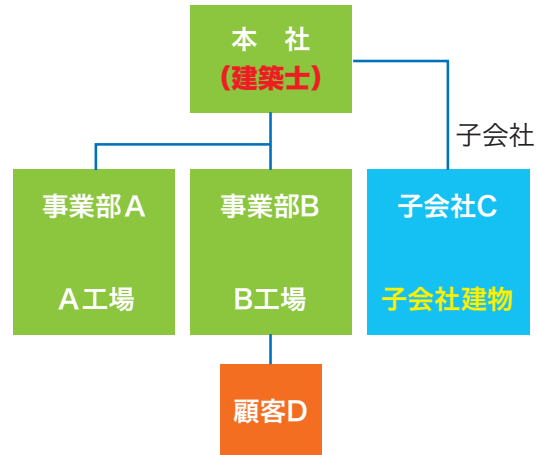 本　社
（建築士）
子会社
事業部A
A工場
事業部B
B工場
子会社C
子会社建物
顧客D